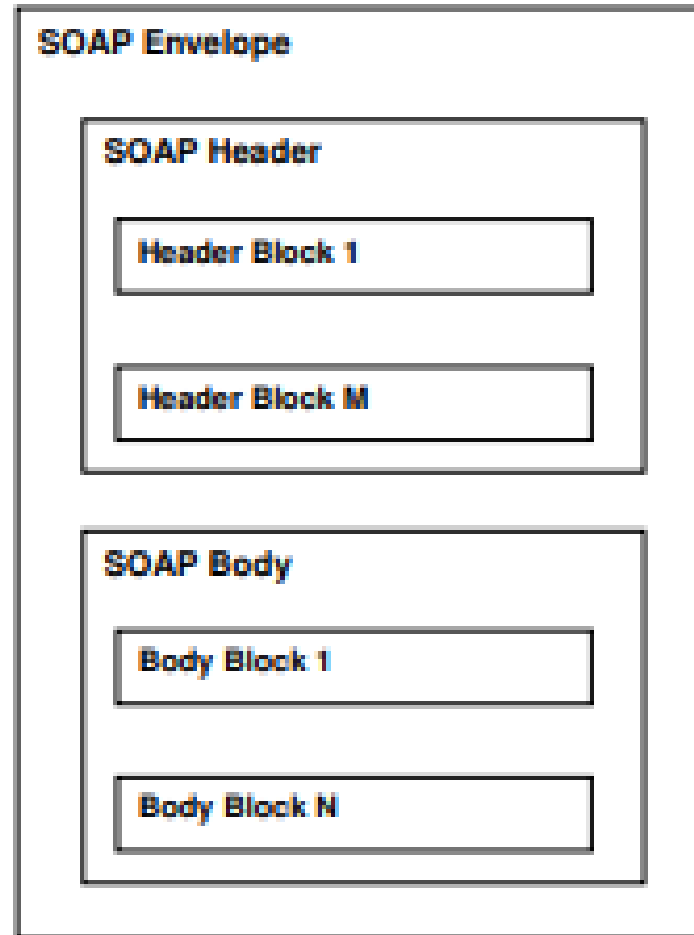 SOAP Envelope
SOAP Header
Header Block 1
Header Block M
SOAP Body
Body Block 1
Body Block N